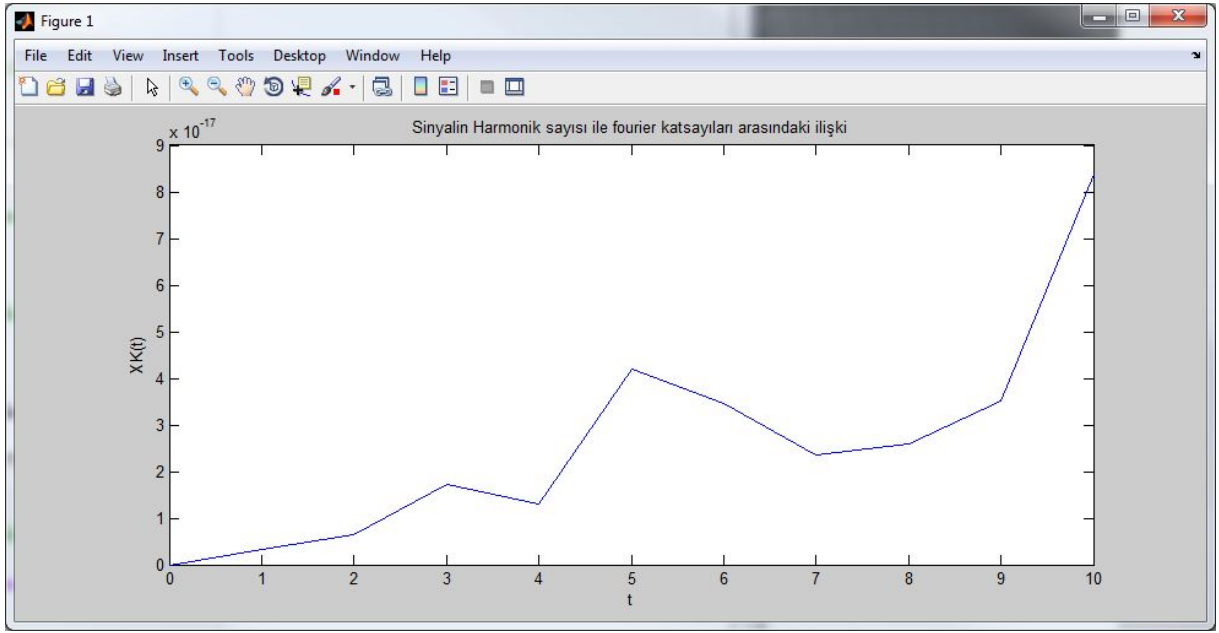 Figure 1
File Edit View Insert Tools Desktop Window Help
x 10^-17
Sinyalin Harmonik sayısı ile fourier katsayıları arasındaki ilişki
9
8
7
6
5
4
3
2
1
0
XK(t)
0 1 2 3 4 5 6 7 8 9 10
t